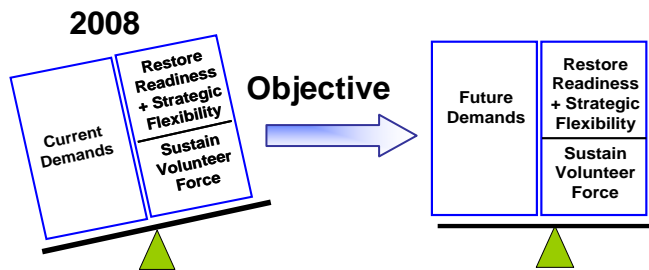 2008
Current
Demands
Restore
Readiness
+ Strategic
Flexibility
Sustain
Volunteer
Force
Objective
Future
Demands
Restore
Readiness
+ Strategic
Flexibility
Sustain
Volunteer
Force